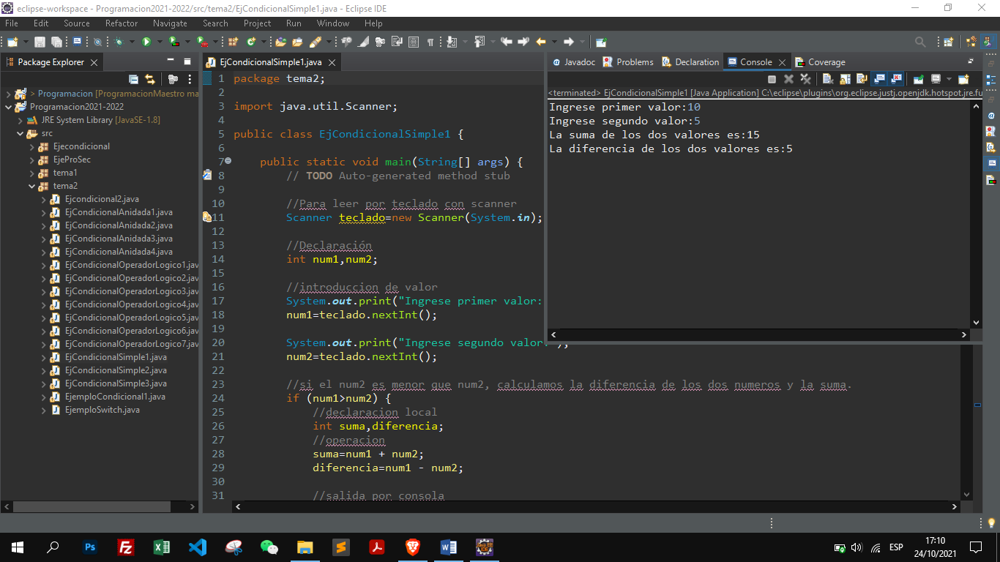 eclipse-workspace - Programacion2021-2022/src/tema2/EjCondicionalSimple1.java - Eclipse IDE
File Edit Source Refactor Navigate Search Project Run Window Help
Package Explorer
> Programacion [ProgramacionMaestro ma
Programacion2021-2022
JRE System Library [JavaSE-1.8]
src
Ejecondicional
EjeProSec
tema1
tema2
Ejcondicional2.java
EjCondicionalAnidada1.java
EjCondicionalAnidada2.java
EjCondicionalAnidada3.java
EjCondicionalAnidada4.java
EjCondicionalOperadorLogico1.jav
EjCondicionalOperadorLogico2.jav
EjCondicionalOperadorLogico3.jav
EjCondicionalOperadorLogico4.jav
EjCondicionalOperadorLogico5.jav
EjCondicionalOperadorLogico6.jav
EjCondicionalOperadorLogico7.jav
EjCondicionalSimple1.java
EjCondicionalSimple2.java
EjCondicionalSimple3.java
EjemploCondicional1.java
EjemploSwitch.java
EjCondicionalSimple1.java
1 package tema2;
2
3 import java.util.Scanner;
4
5 public class EjCondicionalSimple1 {
6
7 public static void main(String[] args) {
8 // TODO Auto-generated method stub
9
10 //Para leer por teclado con scanner
11 Scanner teclado=new Scanner(System.in);
12
13 //Declaración
14 int num1,num2;
15
16 //introduccion de valor
17 System.out.print("Ingrese primer valor:
18 num1=teclado.nextInt();
19
20 System.out.print("Ingrese segundo valor:");
21 num2=teclado.nextInt();
22
23 //si el num2 es menor que num2, calculamos la diferencia de los dos numeros y la suma.
24 if (num1>num2) {
25 //declaracion local
26 int suma,diferencia;
27 //operacion
28 suma=num1 + num2;
29 diferencia=num1 - num2;
30
31 //salida por consola
Javadoc Problems Declaration Console Coverage
<terminated> EjCondicionalSimple1 [Java Application] C:\eclipse\plugins\org.eclipse.justj.openjdk.hotspot.jre.fu
Ingrese primer valor:10
Ingrese segundo valor:5
La suma de los dos valores es:15
La diferencia de los dos valores es:5
ESP
17:10
24/10/2021